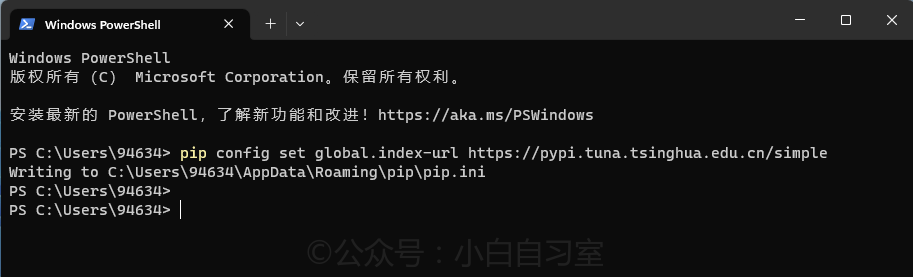 Windows PowerShell
Windows PowerShell
版权所有 (C) Microsoft Corporation。保留所有权利。
安装最新的 PowerShell，了解新功能和改进！https://aka.ms/PSWindows
PS C:\Users\94634> pip config set global.index-url https://pypi.tuna.tsinghua.edu.cn/simple
Writing to C:\Users\94634\AppData\Roaming\pip\pip.ini
PS C:\Users\94634>
PS C:\Users\94634>
©公众号：小白自习室